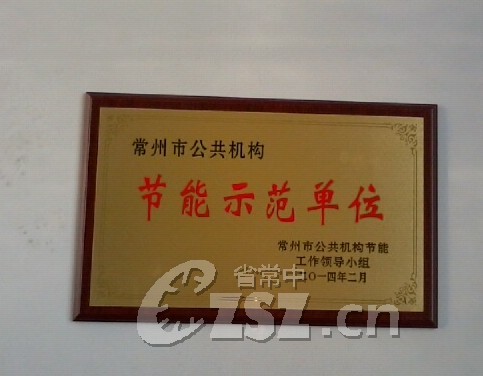 常州市公共机构
节能示范单位
常州市公共机构节能
工作领导小组
二〇一四年二月
省常中
CZSZ.cn